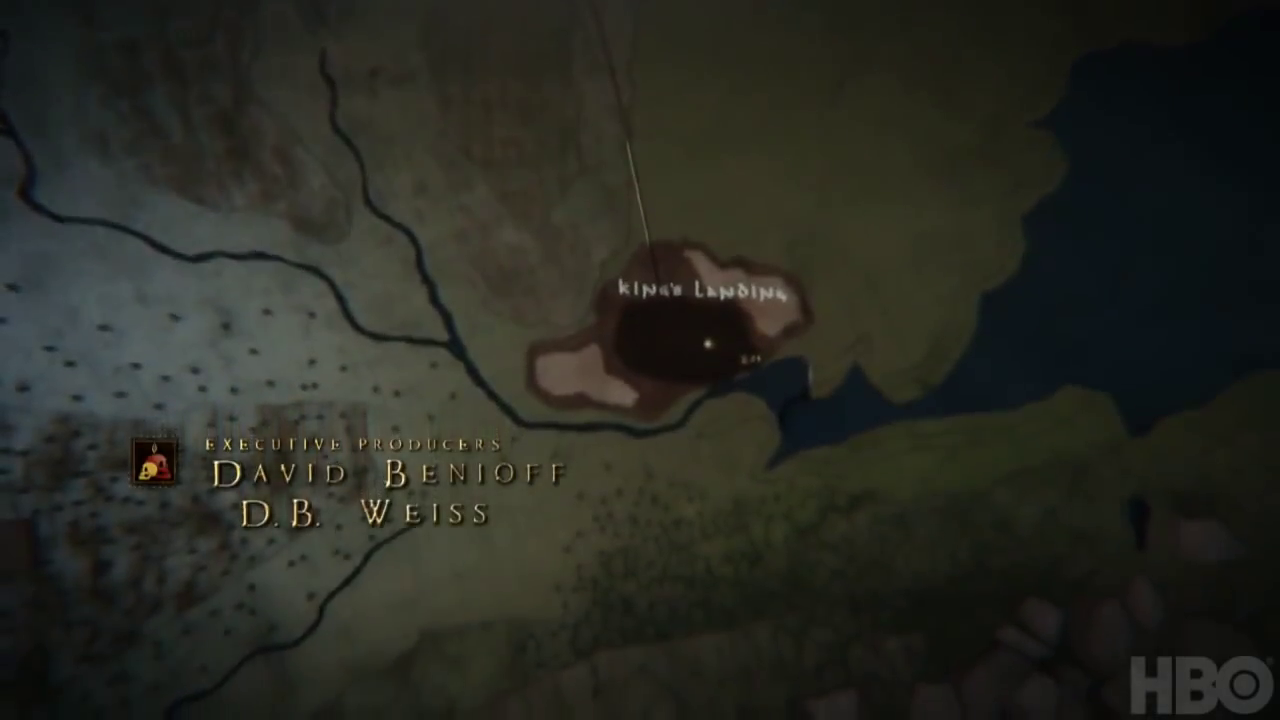 King's Landing
EXECUTIVE PRODUCERS
DAVID BENIOFF
D.B. WEISS
HBO